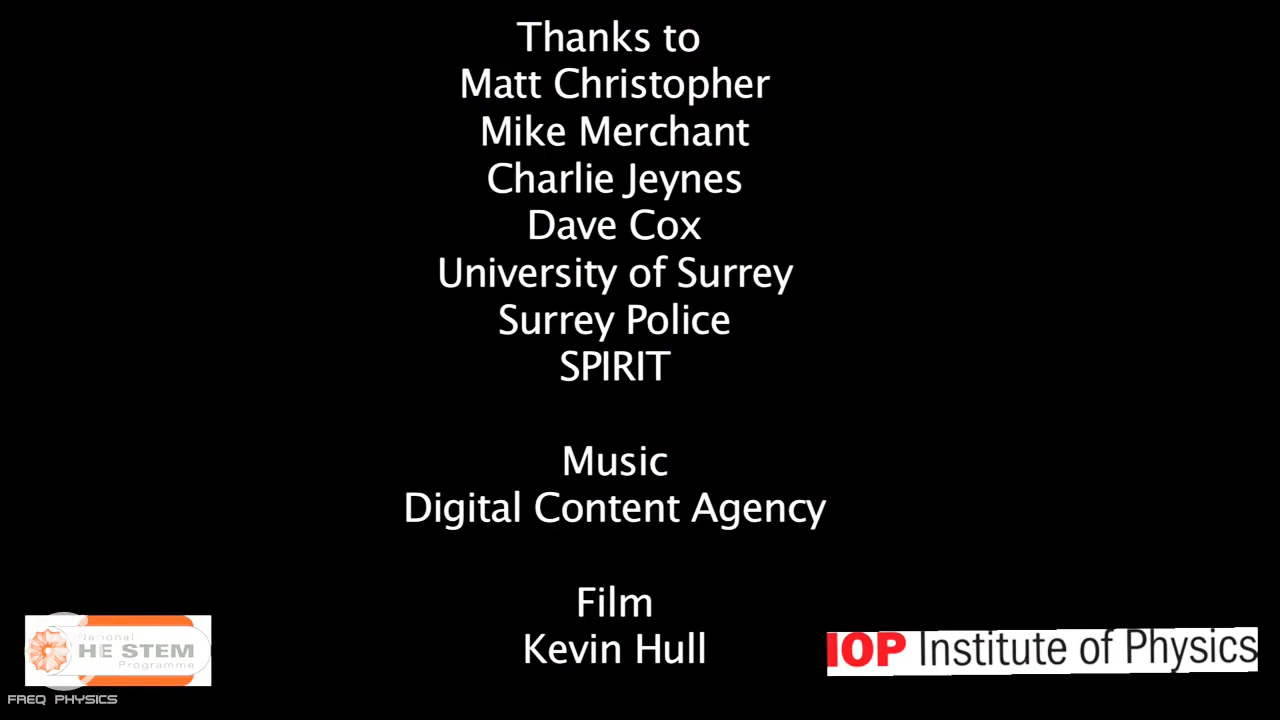 Thanks to
Matt Christopher
Mike Merchant
Charlie Jeynes
Dave Cox
University of Surrey
Surrey Police
SPIRIT
Music
Digital Content Agency
Film
Kevin Hull
National
HE STEM
Programme
FREQ PHYSICS
IOP Institute of Physics